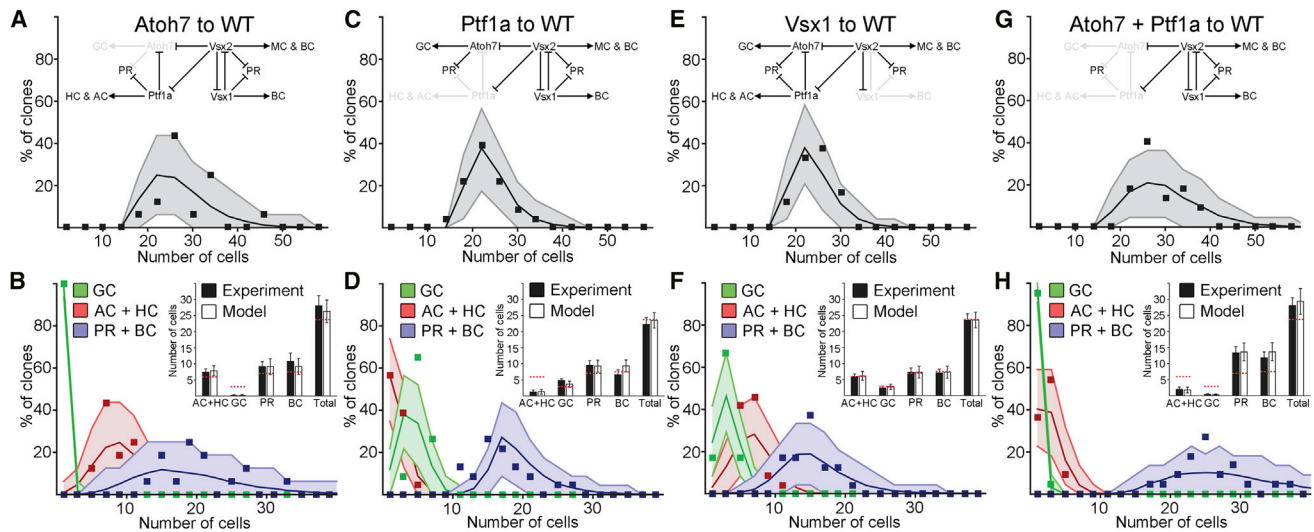 A Atoh7 to WT
GC Atoh7 Vsx2 MC & BC
PR PR
HC & AC Ptf1a Vsx1 BC
% of clones
80
60
40
20
10 20 30 40 50
Number of cells
C Ptf1a to WT
GC Atoh7 Vsx2 MC & BC
PR PR
HC & AC Ptf1a Vsx1 BC
% of clones
80
60
40
20
10 20 30 40 50
Number of cells
E Vsx1 to WT
GC Atoh7 Vsx2 MC & BC
PR PR
HC & AC Ptf1a Vsx1 BC
% of clones
80
60
40
20
10 20 30 40 50
Number of cells
G Atoh7 + Ptf1a to WT
GC Atoh7 Vsx2 MC & BC
PR PR
HC & AC Ptf1a Vsx1 BC
% of clones
80
60
40
20
10 20 30 40 50
Number of cells
B
GC
AC + HC
PR + BC
Experiment
Model
Number of cells
30
25
20
15
10
5
AC+HC GC PR BC Total
% of clones
80
60
40
20
10 20 30
Number of cells
D
GC
AC + HC
PR + BC
Experiment
Model
Number of cells
30
25
20
15
10
5
AC+HC GC PR BC Total
% of clones
80
60
40
20
10 20 30
Number of cells
F
GC
AC + HC
PR + BC
Experiment
Model
Number of cells
30
25
20
15
10
5
AC+HC GC PR BC Total
% of clones
80
60
40
20
10 20 30
Number of cells
H
GC
AC + HC
PR + BC
Experiment
Model
Number of cells
30
25
20
15
10
5
AC+HC GC PR BC Total
% of clones
80
60
40
20
10 20 30
Number of cells